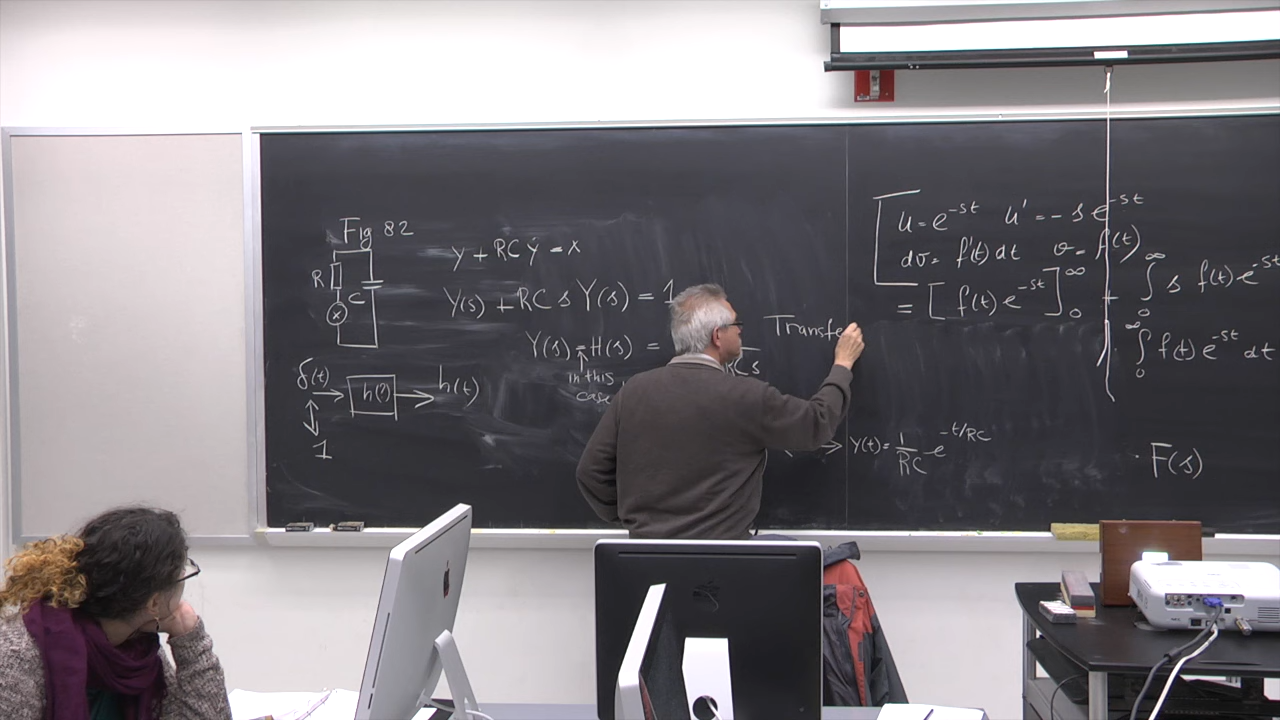 Fig 82
R
C
δ(t)
h(?)
h(t)
1
y + RC ẏ = x
Y(s) + RC s Y(s) = 1
Y(s) = H(s) =
in this
case
RCs
Transfe
Y(t) = 1/RC e^{-t/RC}
u = e^{-st} u' = -s e^{-st}
dv = f'(t) dt v = f(t)
= [f(t) e^{-st}]_0^∞ + ∫_0^∞ s f(t) e^{-st}
∫_0^∞ f(t) e^{-st} dt
· F(s)